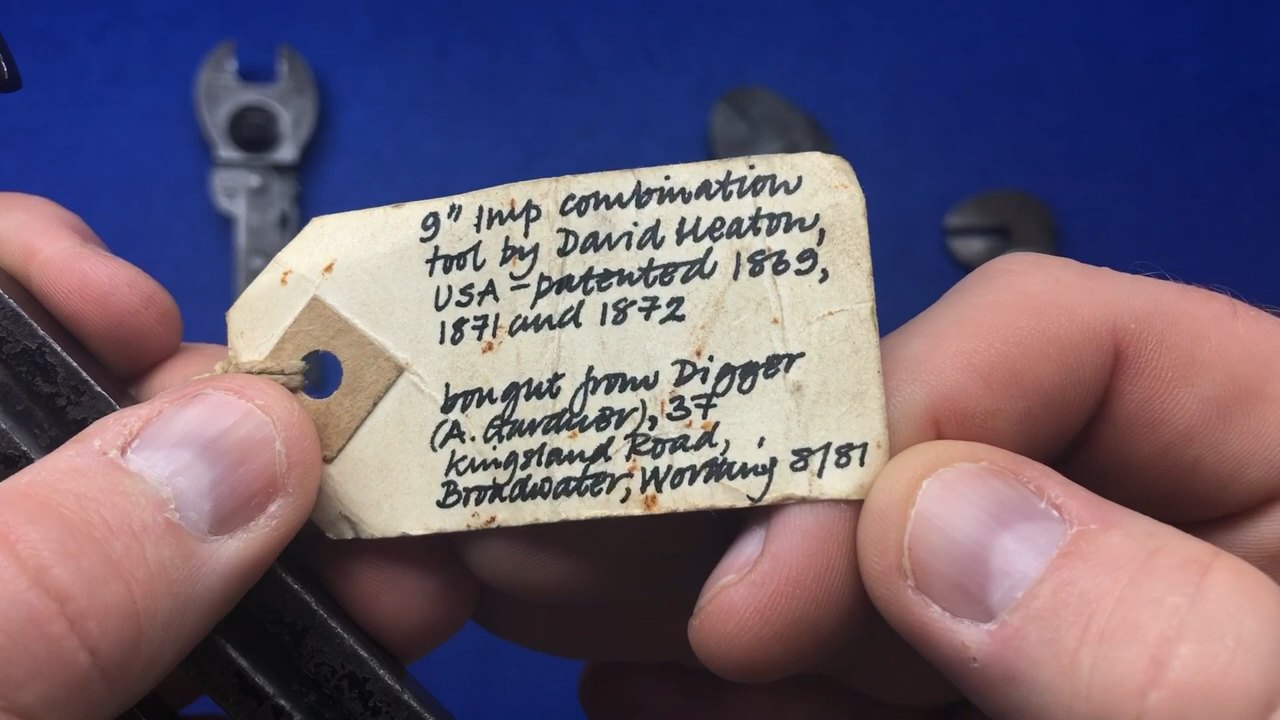 9" Imp combination
tool by David Heaton,
USA - patented 1869,
1871 and 1872
bought from Digger
(A. Gardner), 37
Kingsland Road,
Broadwater, Worthing 8/81